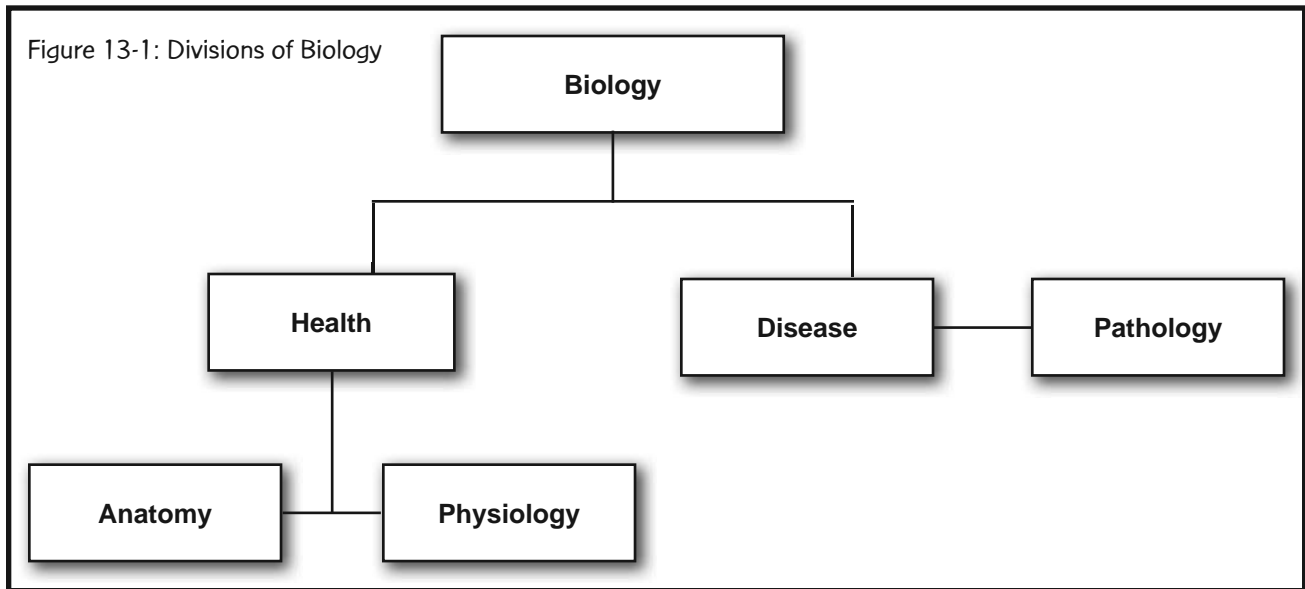 Figure 13-1: Divisions of Biology
Biology
Health
Disease
Pathology
Anatomy
Physiology